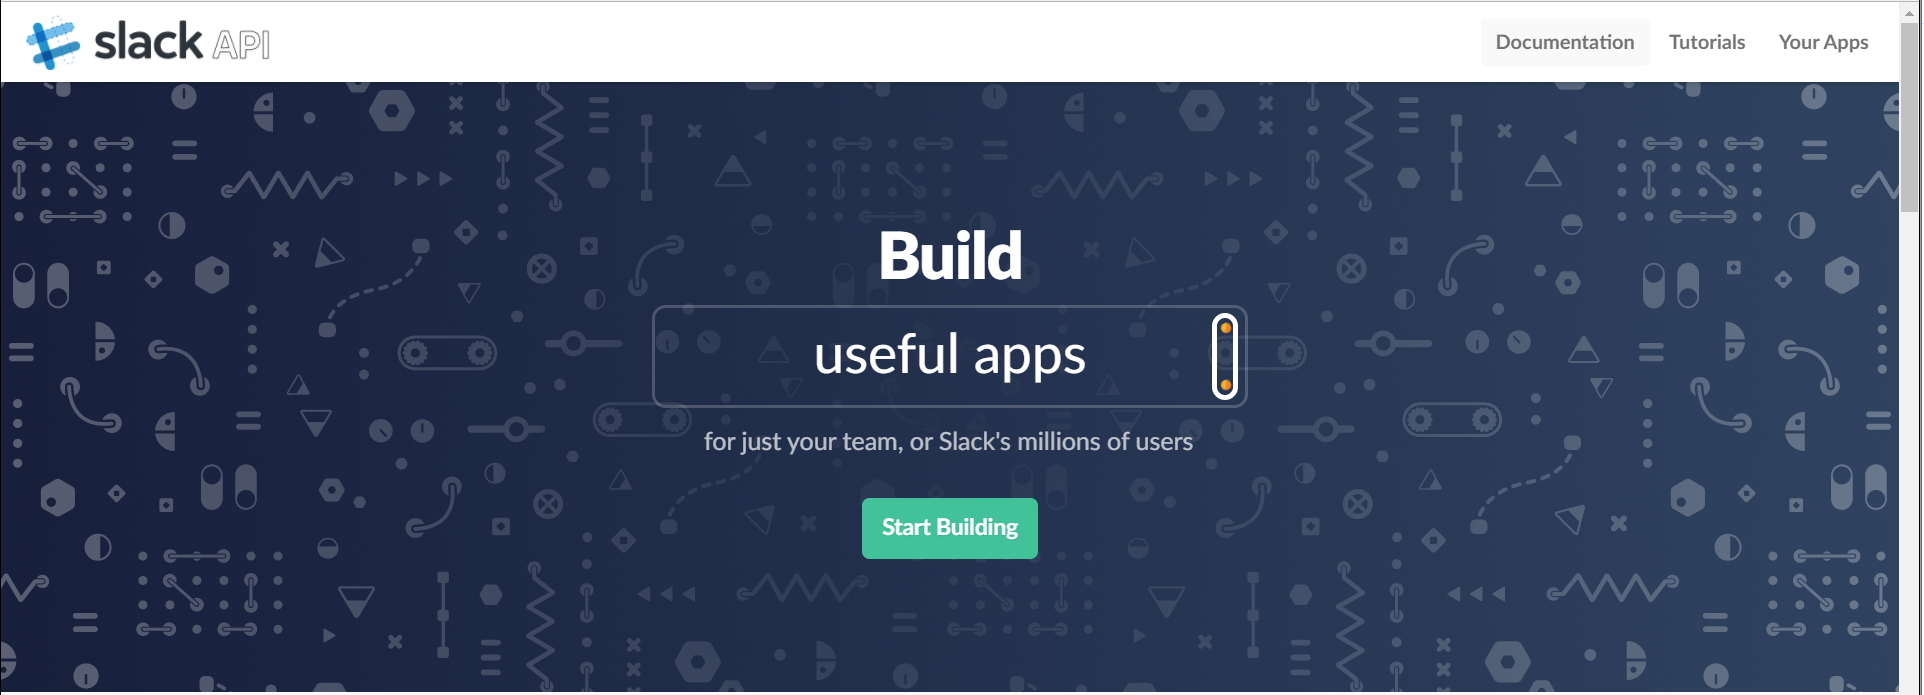 slack API
Documentation
Tutorials
Your Apps
Build
useful apps
for just your team, or Slack's millions of users
Start Building